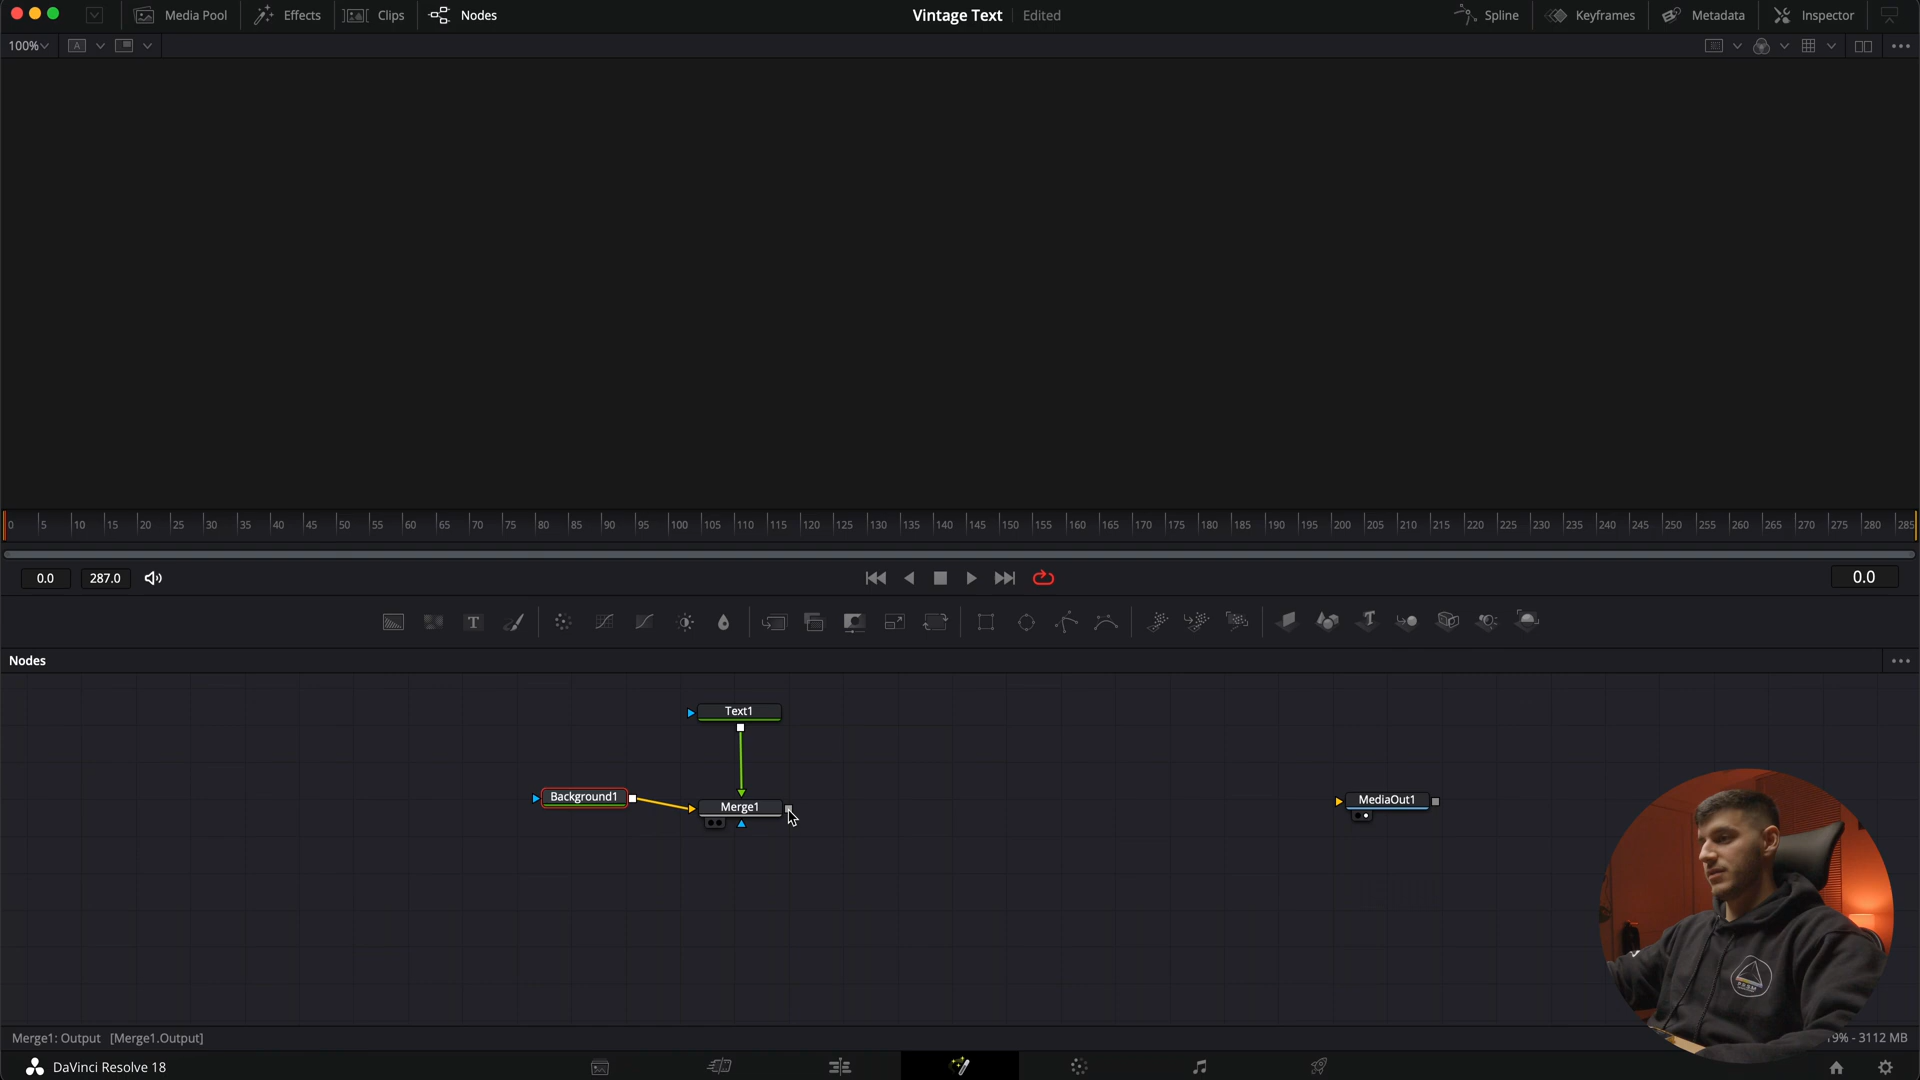 Media Pool Effects Clips Nodes Vintage Text Edited Spline Keyframes Metadata Inspector
100% A
0 5 10 15 20 25 30 35 40 45 50 55 60 65 70 75 80 85 90 95 100 105 110 115 120 125 130 135 140 145 150 155 160 165 170 175 180 185 190 195 200 205 210 215 220 225 230 235 240 245 250 255 260 265 270 275 280 285
0.0 287.0 0.0
T T
Nodes
Text1
Background1 Merge1 MediaOut1
Merge1: Output [Merge1.Output] 19% - 3112 MB
DaVinci Resolve 18